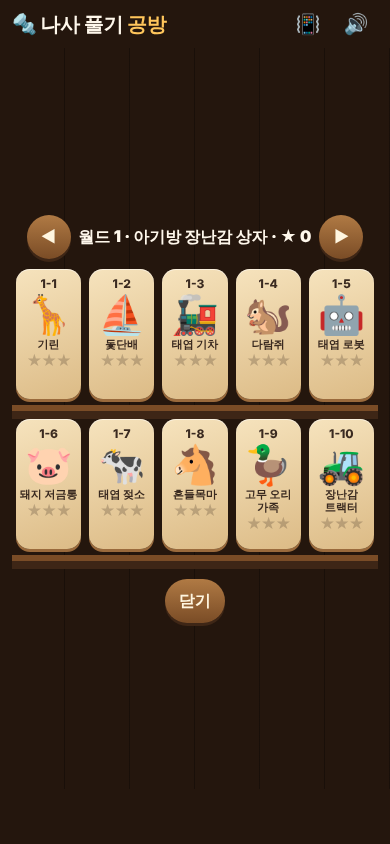 나사 풀기 공방
월드 1 · 아기방 장난감 상자 · ★ 0
1-1
기린
1-2
돛단배
1-3
태엽 기차
1-4
다람쥐
1-5
태엽 로봇
1-6
돼지 저금통
1-7
태엽 젖소
1-8
흔들목마
1-9
고무 오리
가족
1-10
장난감
트랙터
닫기